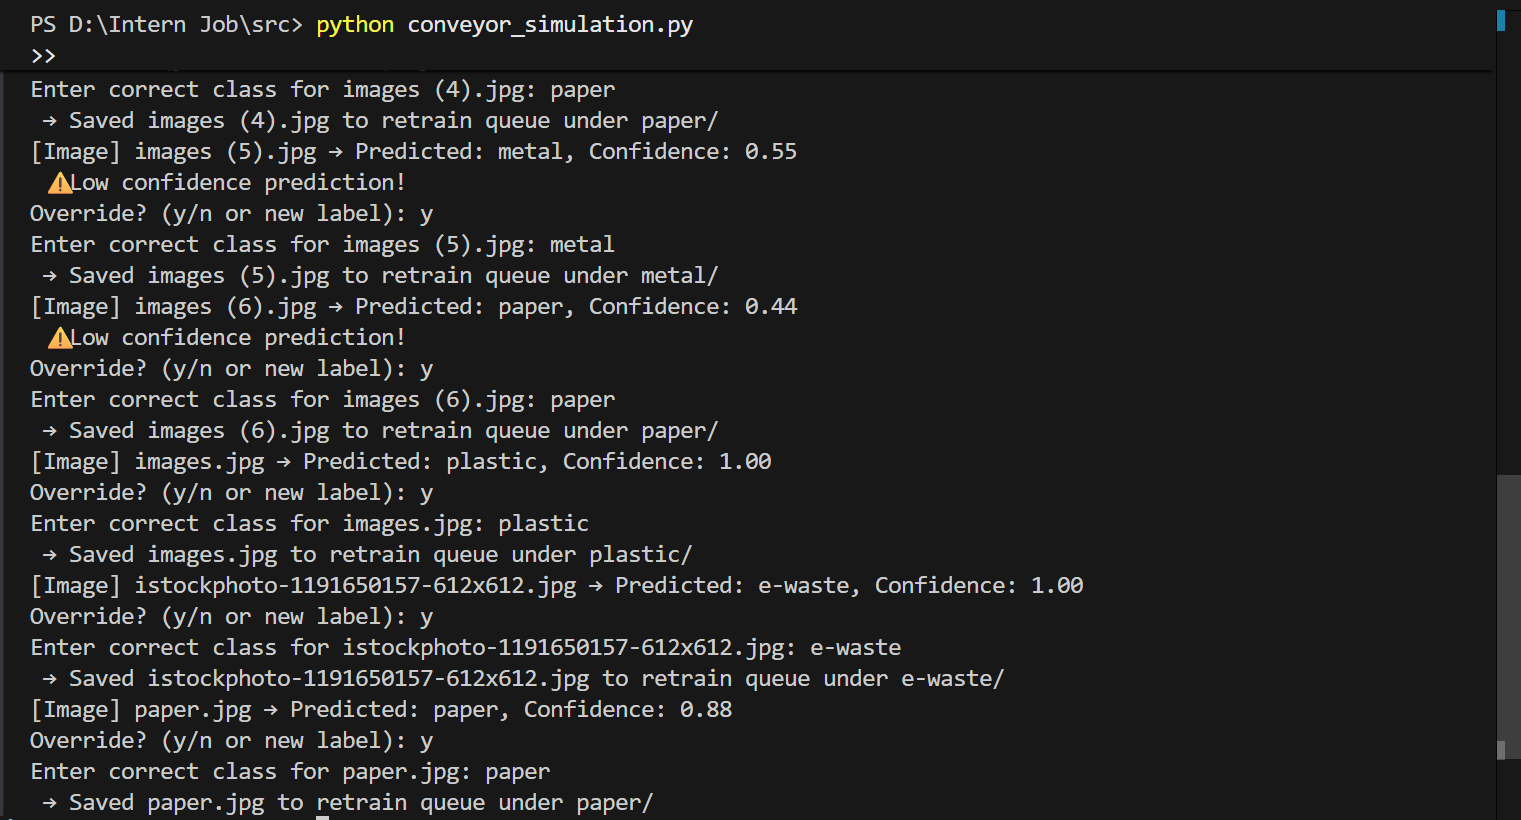 PS D:\Intern Job\src> python conveyor_simulation.py
>>
Enter correct class for images (4).jpg: paper
→ Saved images (4).jpg to retrain queue under paper/
[Image] images (5).jpg → Predicted: metal, Confidence: 0.55
⚠️Low confidence prediction!
Override? (y/n or new label): y
Enter correct class for images (5).jpg: metal
→ Saved images (5).jpg to retrain queue under metal/
[Image] images (6).jpg → Predicted: paper, Confidence: 0.44
⚠️Low confidence prediction!
Override? (y/n or new label): y
Enter correct class for images (6).jpg: paper
→ Saved images (6).jpg to retrain queue under paper/
[Image] images.jpg → Predicted: plastic, Confidence: 1.00
Override? (y/n or new label): y
Enter correct class for images.jpg: plastic
→ Saved images.jpg to retrain queue under plastic/
[Image] istockphoto-1191650157-612x612.jpg → Predicted: e-waste, Confidence: 1.00
Override? (y/n or new label): y
Enter correct class for istockphoto-1191650157-612x612.jpg: e-waste
→ Saved istockphoto-1191650157-612x612.jpg to retrain queue under e-waste/
[Image] paper.jpg → Predicted: paper, Confidence: 0.88
Override? (y/n or new label): y
Enter correct class for paper.jpg: paper
→ Saved paper.jpg to retrain queue under paper/